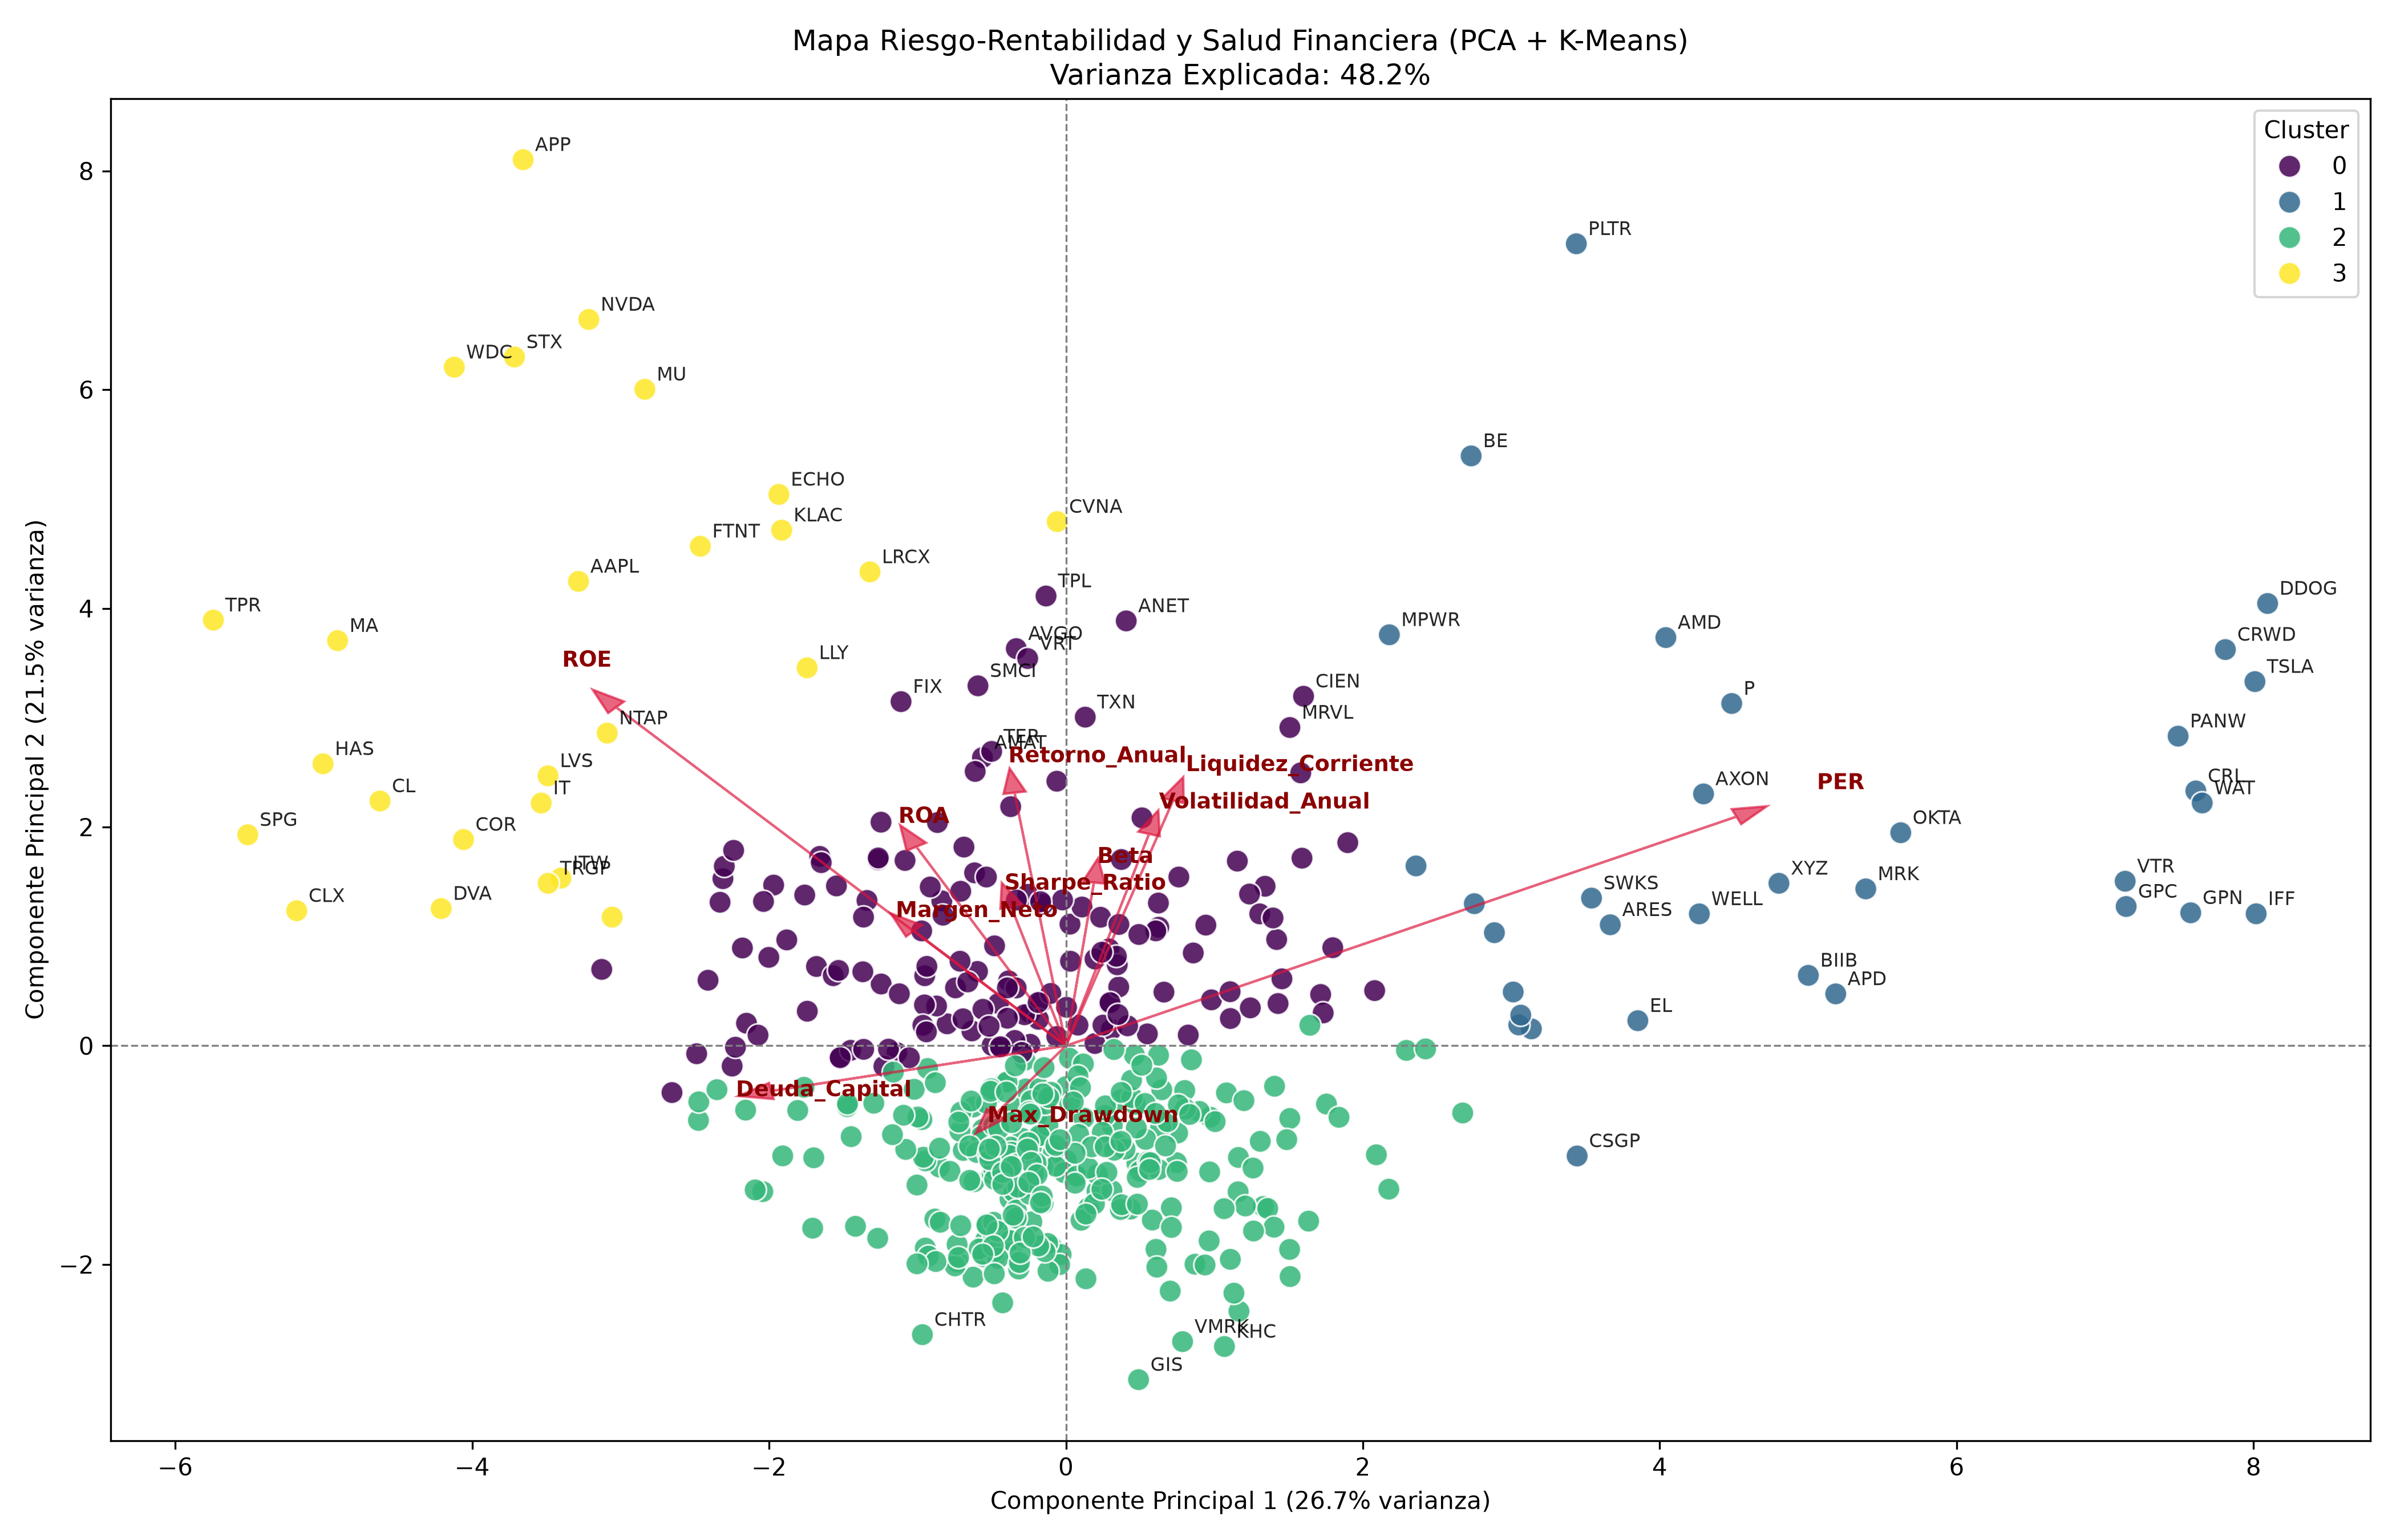 Mapa Riesgo-Rentabilidad y Salud Financiera (PCA + K-Means)
Varianza Explicada: 48.2%
Cluster
0
1
2
3
APP
PLTR
NVDA
STX
WDC
MU
BE
ECHO
CVNA
KLAC
FTNT
LRCX
AAPL
TPL
DDOG
TPR
ANET
MPWR
AMD
MA
AVGO
VRT
CRWD
LLY
SMCI
TSLA
ROE
FIX
CIEN
P
TXN
NTAP
MRVL
PANW
HAS
TER
AMAT
LVS
Retorno_Anual
Liquidez_Corriente
PER
AXON
CRL
IT
WAT
CL
Volatilidad_Anual
ROA
SPG
COR
OKTA
ITW
TRGP
Beta
XYZ
MRK
VTR
CLX
DVA
Sharpe_Ratio
SWKS
WELL
GPC
GPN
IFF
Margen_Neto
ARES
BIIB
APD
EL
Deuda_Capital
Max_Drawdown
CSGP
CHTR
VMRK
KHC
GIS
8
6
4
2
0
−2
Componente Principal 2 (21.5% varianza)
−6
−4
−2
0
2
4
6
8
Componente Principal 1 (26.7% varianza)